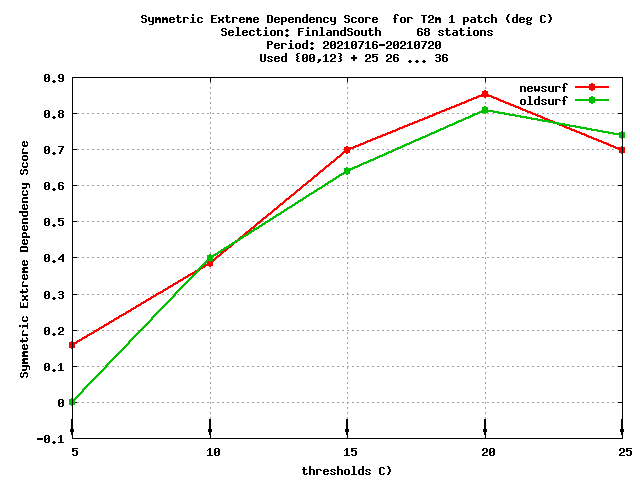 Symmetric Extreme Dependency Score  for T2m 1 patch (deg C)
Selection: FinlandSouth     68 stations
Period: 20210716-20210720
Used {00,12} + 25 26 ... 36
newsurf
oldsurf
Symmetric Extreme Dependency Score
0.9
0.8
0.7
0.6
0.5
0.4
0.3
0.2
0.1
0
-0.1
5 10 15 20 25
thresholds C)